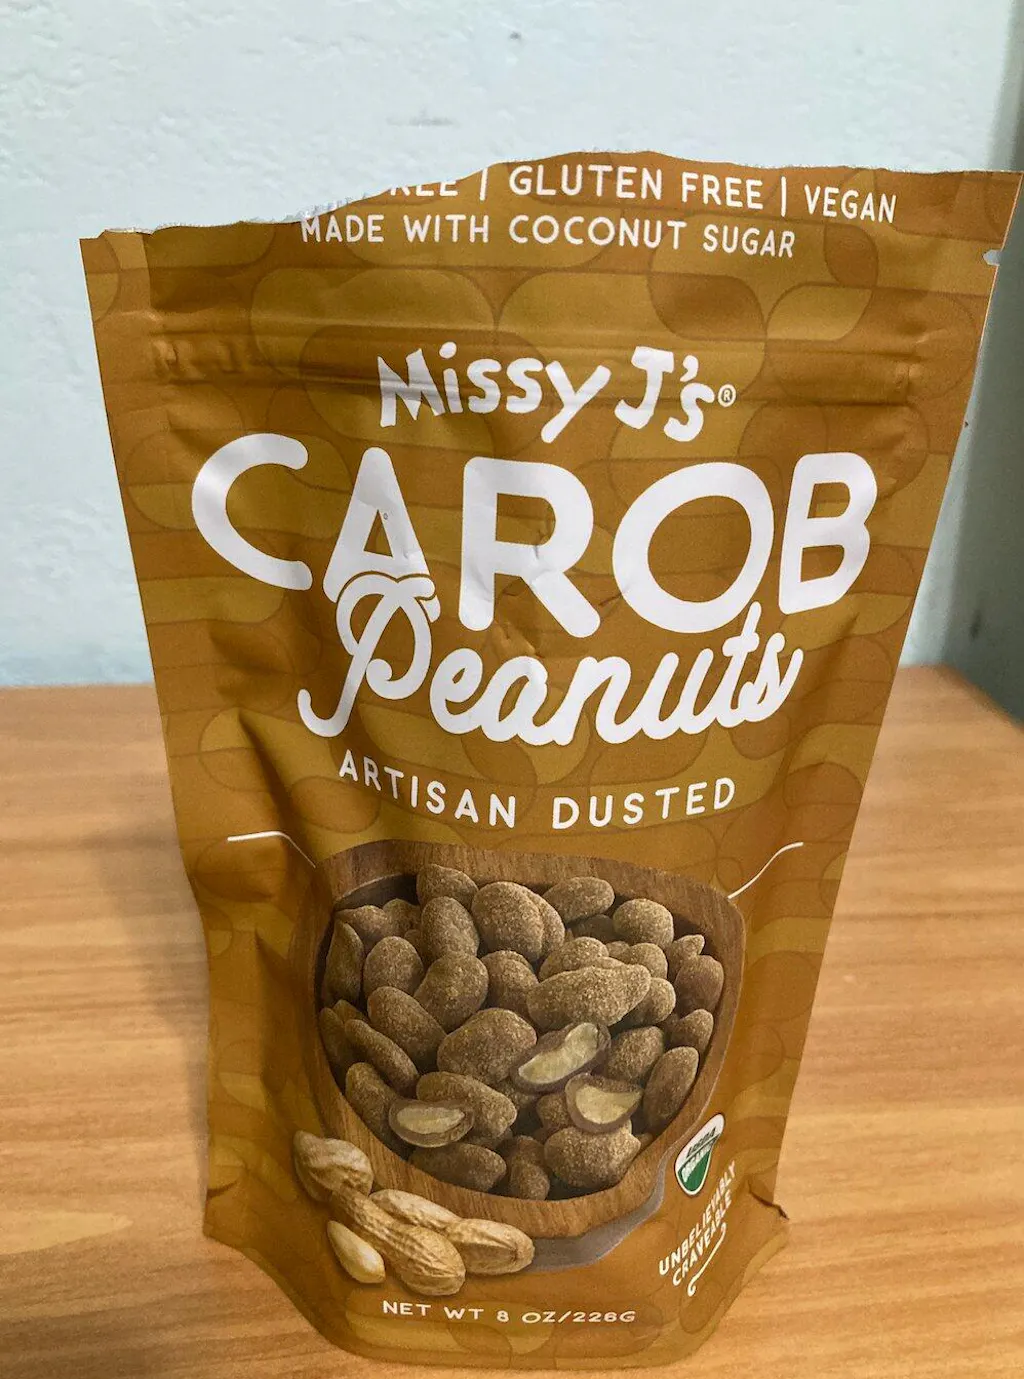 | GLUTEN FREE | VEGAN
MADE WITH COCONUT SUGAR
Missy J's®
CAROB
Peanuts
ARTISAN DUSTED
ORGANIC
UNBELIEVABLY
CRAVEABLE
NET WT 8 OZ/226G